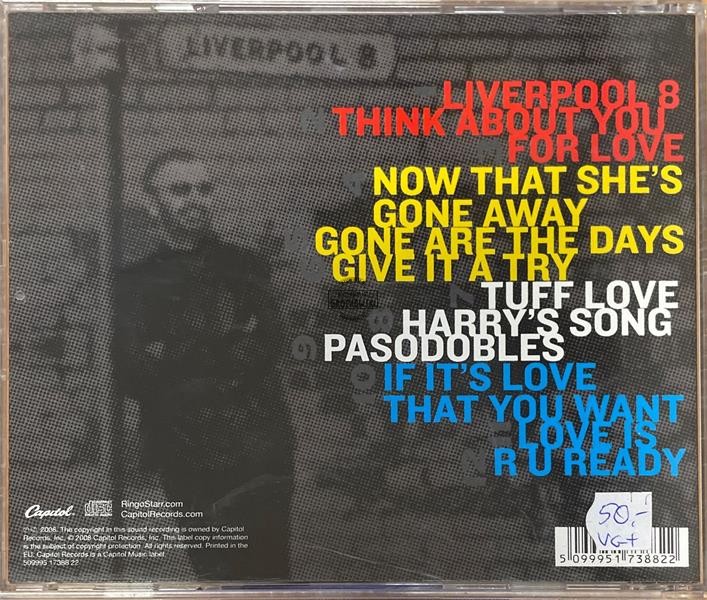 LIVERPOOL 8
LIVERPOOL 8
THINK ABOUT YOU
FOR LOVE
NOW THAT SHE'S
GONE AWAY
GONE ARE THE DAYS
GIVE IT A TRY
TUFF LOVE
HARRY'S SONG
PASODOBLES
IF IT'S LOVE
THAT YOU WANT
LOVE IS
R U READY
Capitol.
RingoStarr.com
CapitolRecords.com
℗© 2008. The copyright in this sound recording is owned by Capitol
Records, Inc. © 2008 Capitol Records, Inc. This label copy information
is the subject of copyright protection. All rights reserved. Printed in the
EU. Capitol Records is a Capitol Music label.
509995 17388 22
50,-
VG+
5 099951 738822